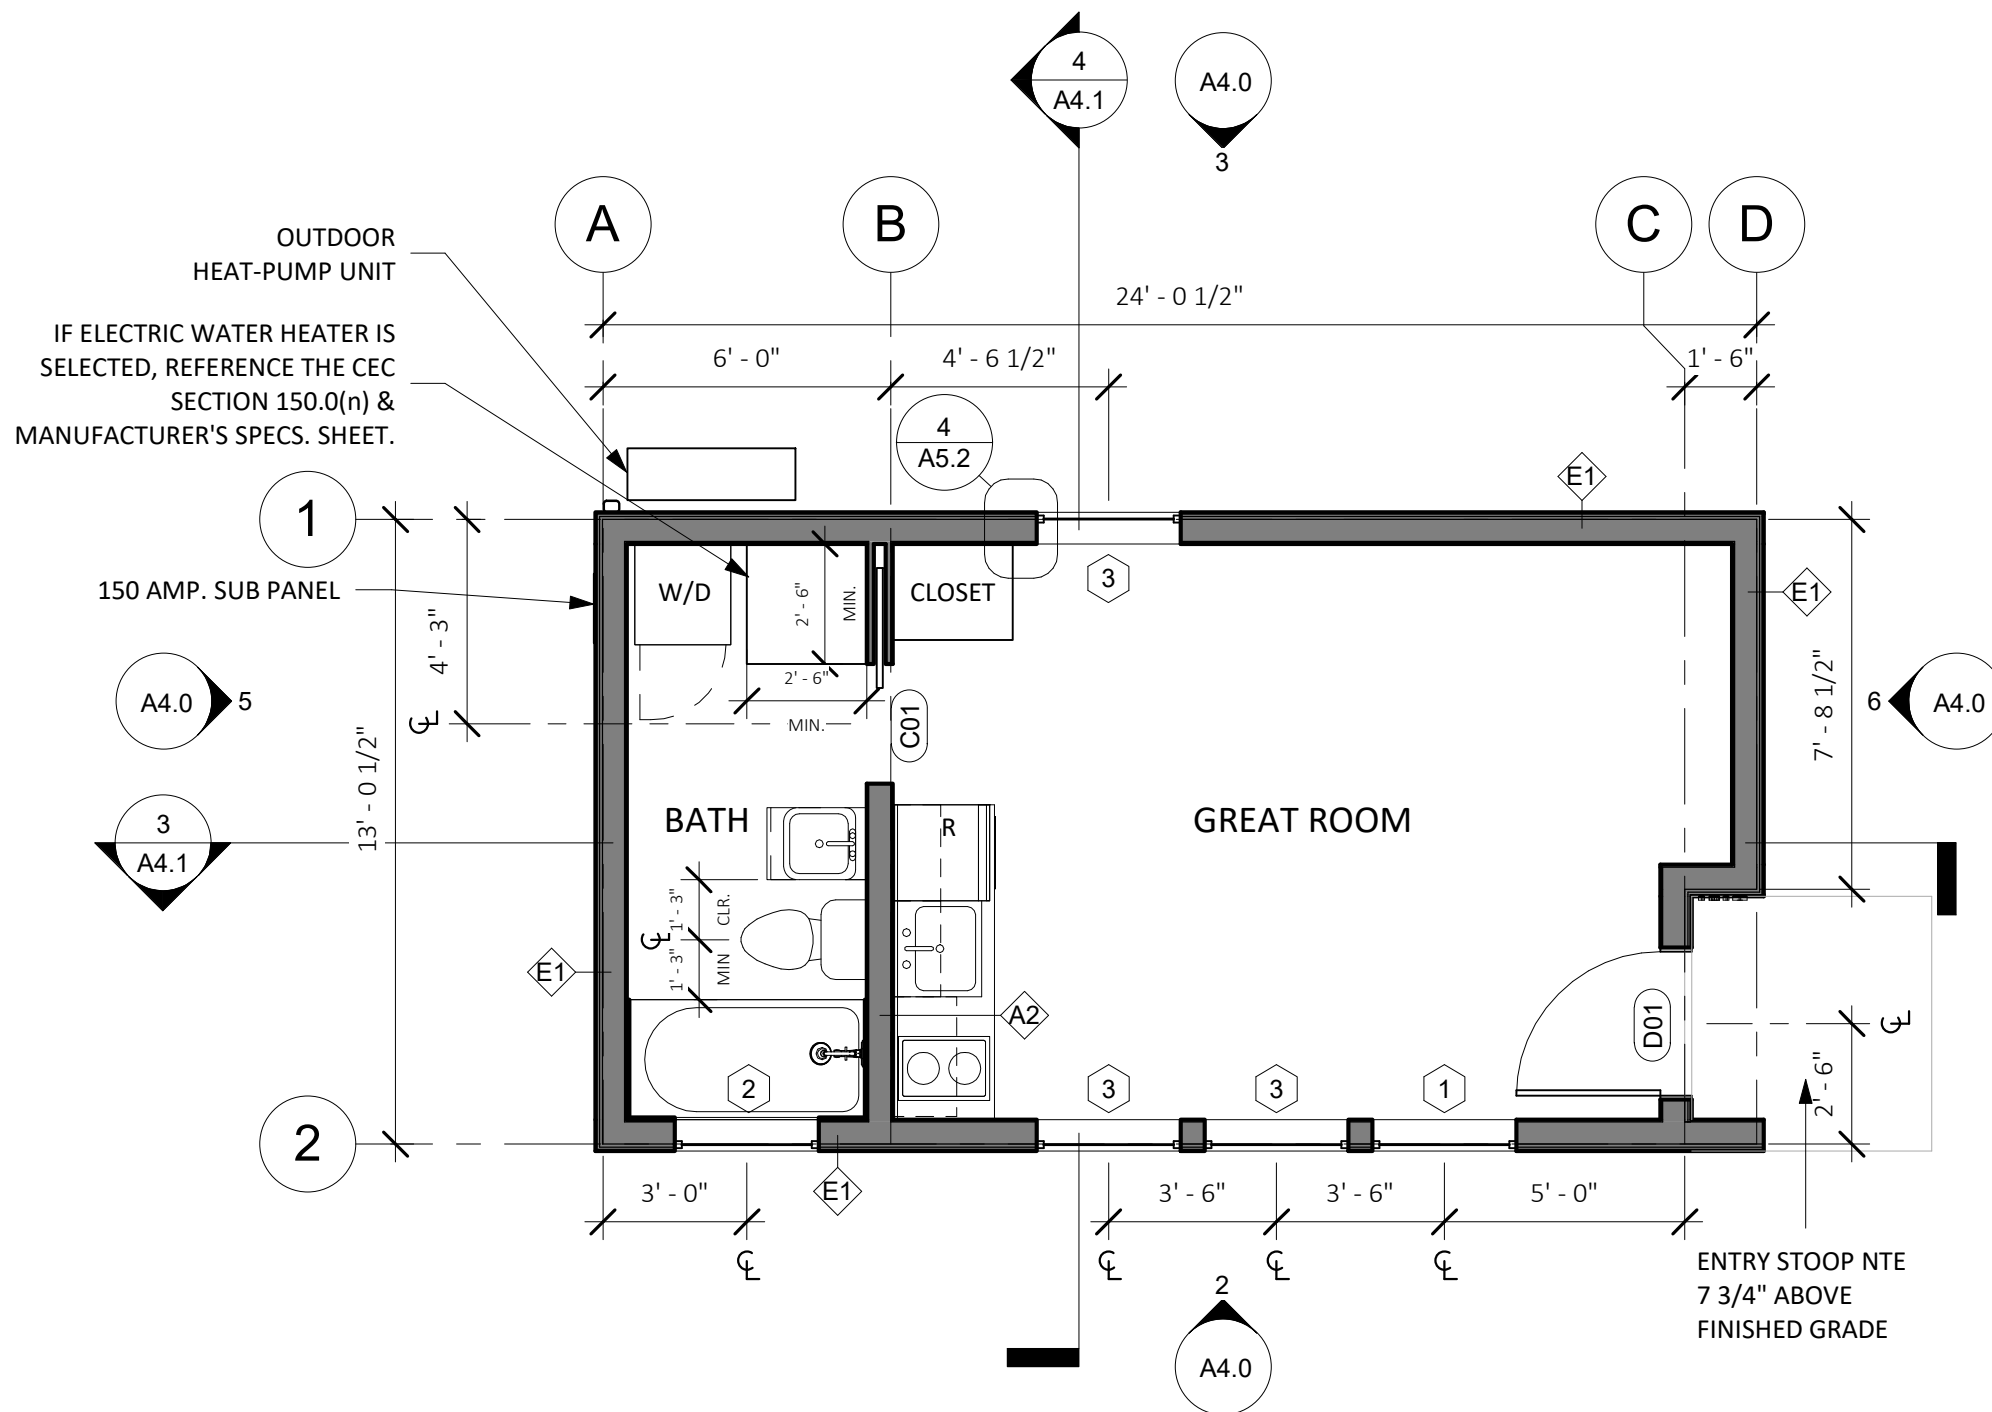 4
A4.1
A4.0
3
A
B
C
D
OUTDOOR
HEAT-PUMP UNIT
24' - 0 1/2"
IF ELECTRIC WATER HEATER IS
SELECTED, REFERENCE THE CEC
SECTION 150.0(n) &
MANUFACTURER'S SPECS. SHEET.
6' - 0"
4' - 6 1/2"
1' - 6"
4
A5.2
E1
1
150 AMP. SUB PANEL
W/D
2' - 6"
MIN.
CLOSET
3
E1
4' - 3"
2' - 6"
MIN.
C01
A4.0
5
7' - 8 1/2"
6
A4.0
13' - 0 1/2"
3
A4.1
BATH
R
GREAT ROOM
1' - 3"
CLR.
1' - 3"
MIN
E1
A2
D01
2' - 6"
2
3
3
1
2
3' - 0"
E1
3' - 6"
3' - 6"
5' - 0"
ENTRY STOOP NTE
7 3/4" ABOVE
FINISHED GRADE
2
A4.0